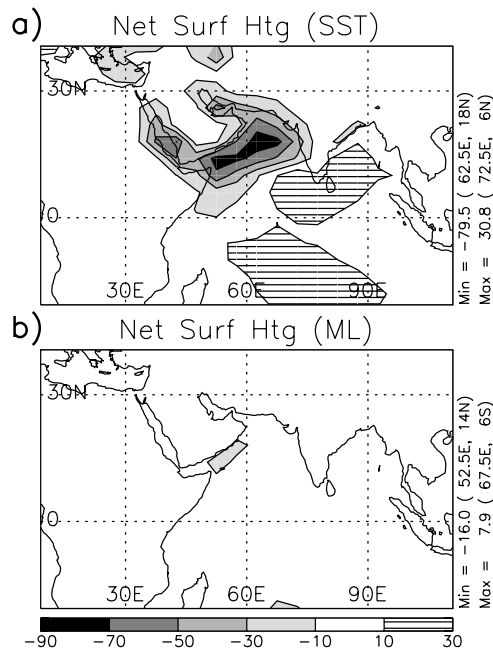 a) Net Surf Htg (SST)
30N
0
30E 60E 90E
Min = -79.5 ( 62.5E, 18N)
Max = 30.8 ( 72.5E, 6N)
b) Net Surf Htg (ML)
30N
0
30E 60E 90E
Min = -16.0 ( 52.5E, 14N)
Max = 7.9 ( 67.5E, 6S)
-90 -70 -50 -30 -10 10 30